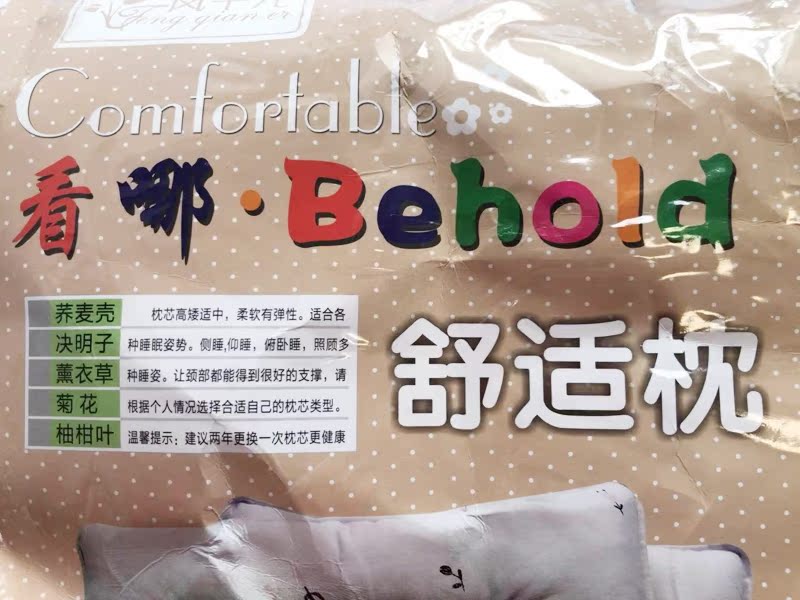 Feng qian er
Comfortable
看哪·Behold
荞麦壳
决明子
薰衣草
菊花
柚柑叶
枕芯高矮适中，柔软有弹性。适合各
种睡眠姿势。侧睡,仰睡，俯卧睡，照顾多
种睡姿。让颈部都能得到很好的支撑，请
根据个人情况选择合适自己的枕芯类型。
温馨提示：建议两年更换一次枕芯更健康
舒适枕